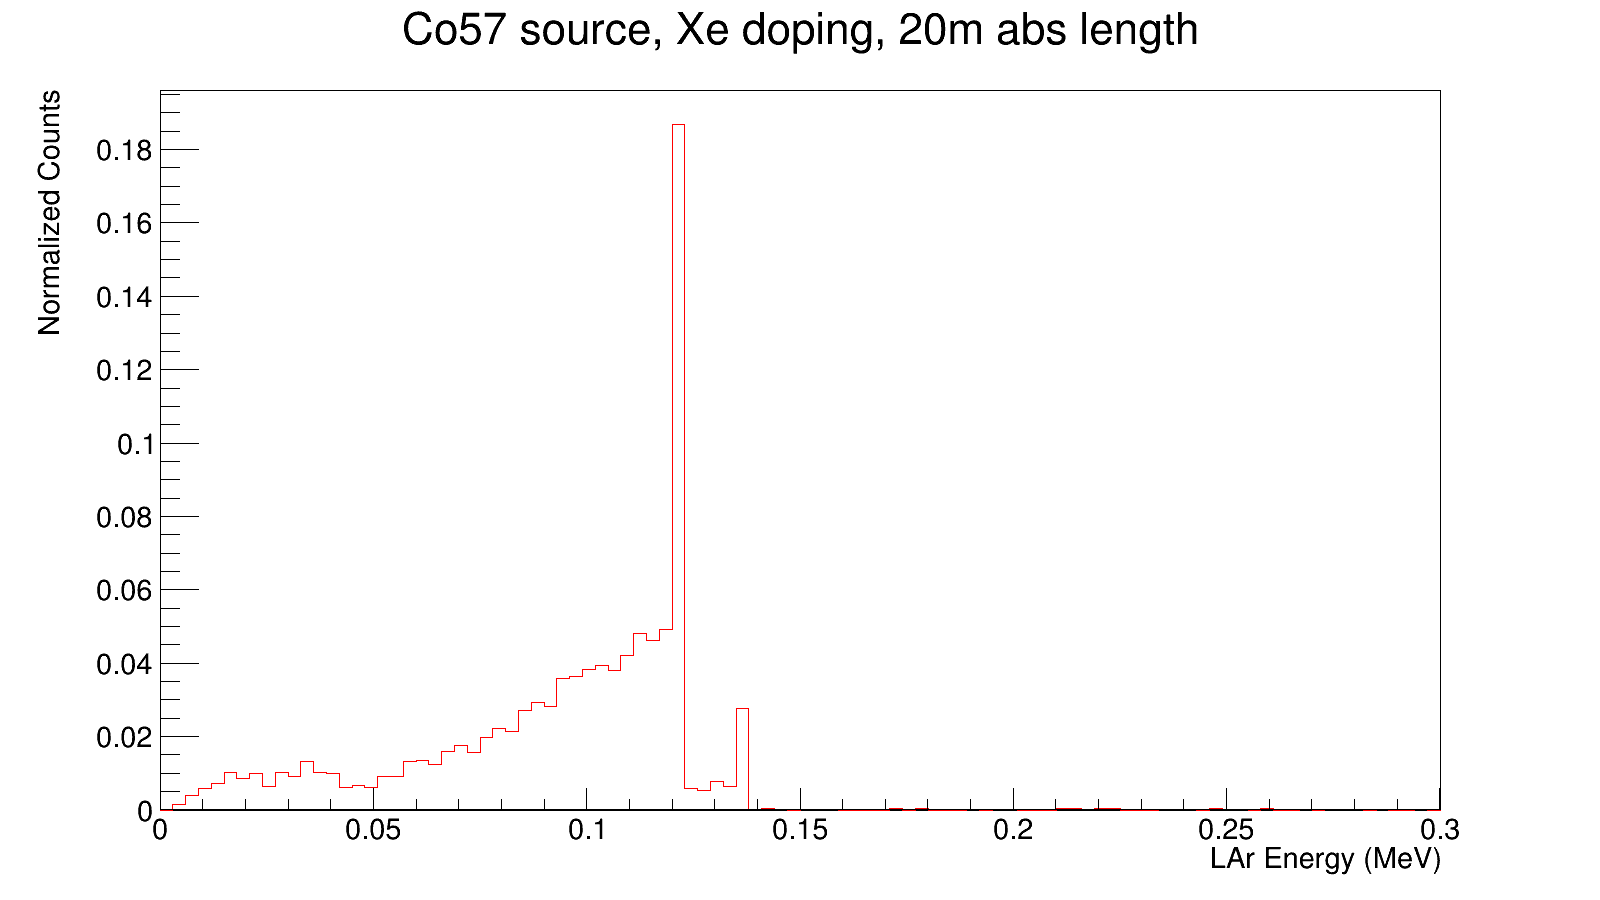 Co57 source, Xe doping, 20m abs length
Normalized Counts
0.18
0.16
0.14
0.12
0.1
0.08
0.06
0.04
0.02
0
0 0.05 0.1 0.15 0.2 0.25 0.3
LAr Energy (MeV)